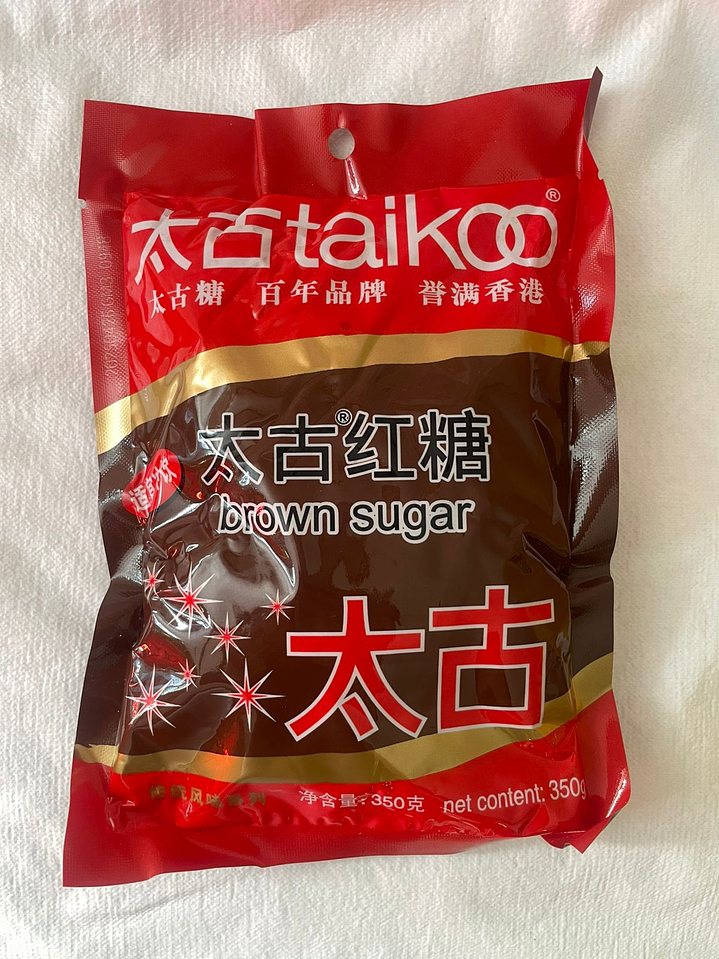 太古taikoo®
太古糖 百年品牌 誉满香港
太古®红糖
brown sugar
太古
净含量:350克 net content: 350g